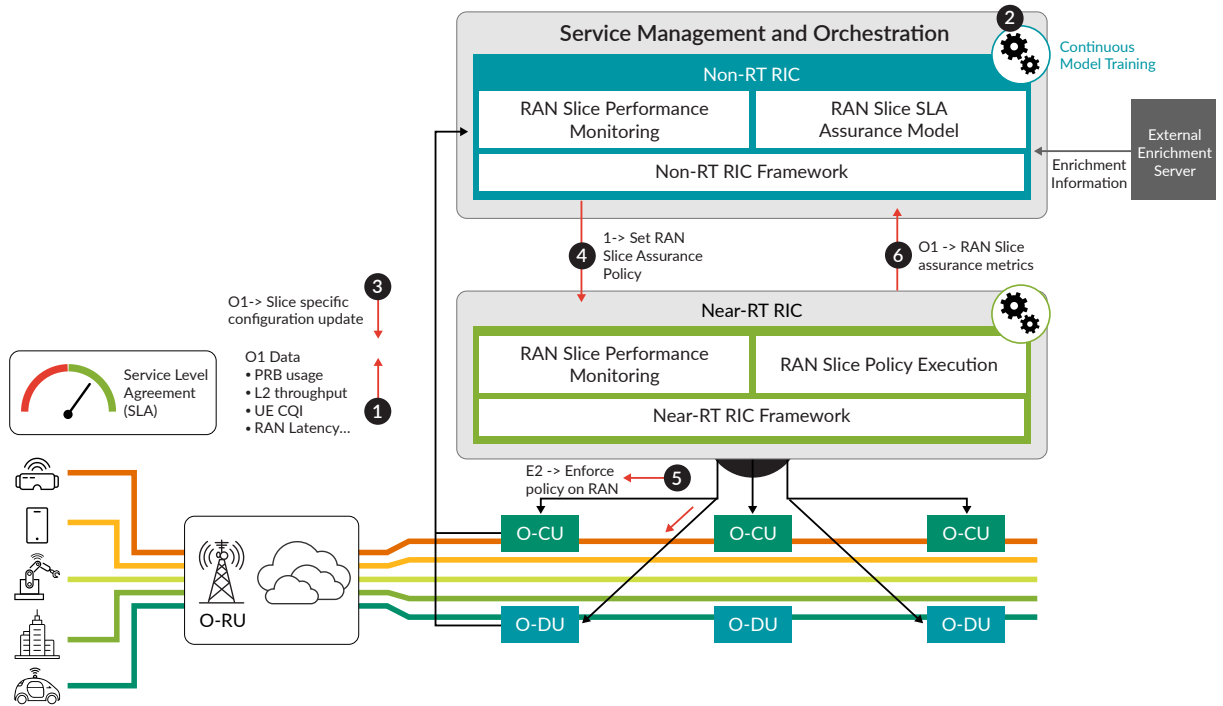 2
Service Management and Orchestration
Continuous
Model Training
Non-RT RIC
RAN Slice Performance
Monitoring
RAN Slice SLA
Assurance Model
Non-RT RIC Framework
External
Enrichment
Server
Enrichment
Information
4
1-> Set RAN
Slice Assurance
Policy
6
O1 -> RAN Slice
assurance metrics
3
O1-> Slice specific
configuration update
O1 Data
• PRB usage
• L2 throughput
• UE CQI
• RAN Latency...
1
Service Level
Agreement
(SLA)
Near-RT RIC
RAN Slice Performance
Monitoring
RAN Slice Policy Execution
Near-RT RIC Framework
E2 -> Enforce
policy on RAN
5
O-CU
O-CU
O-CU
O-RU
O-DU
O-DU
O-DU